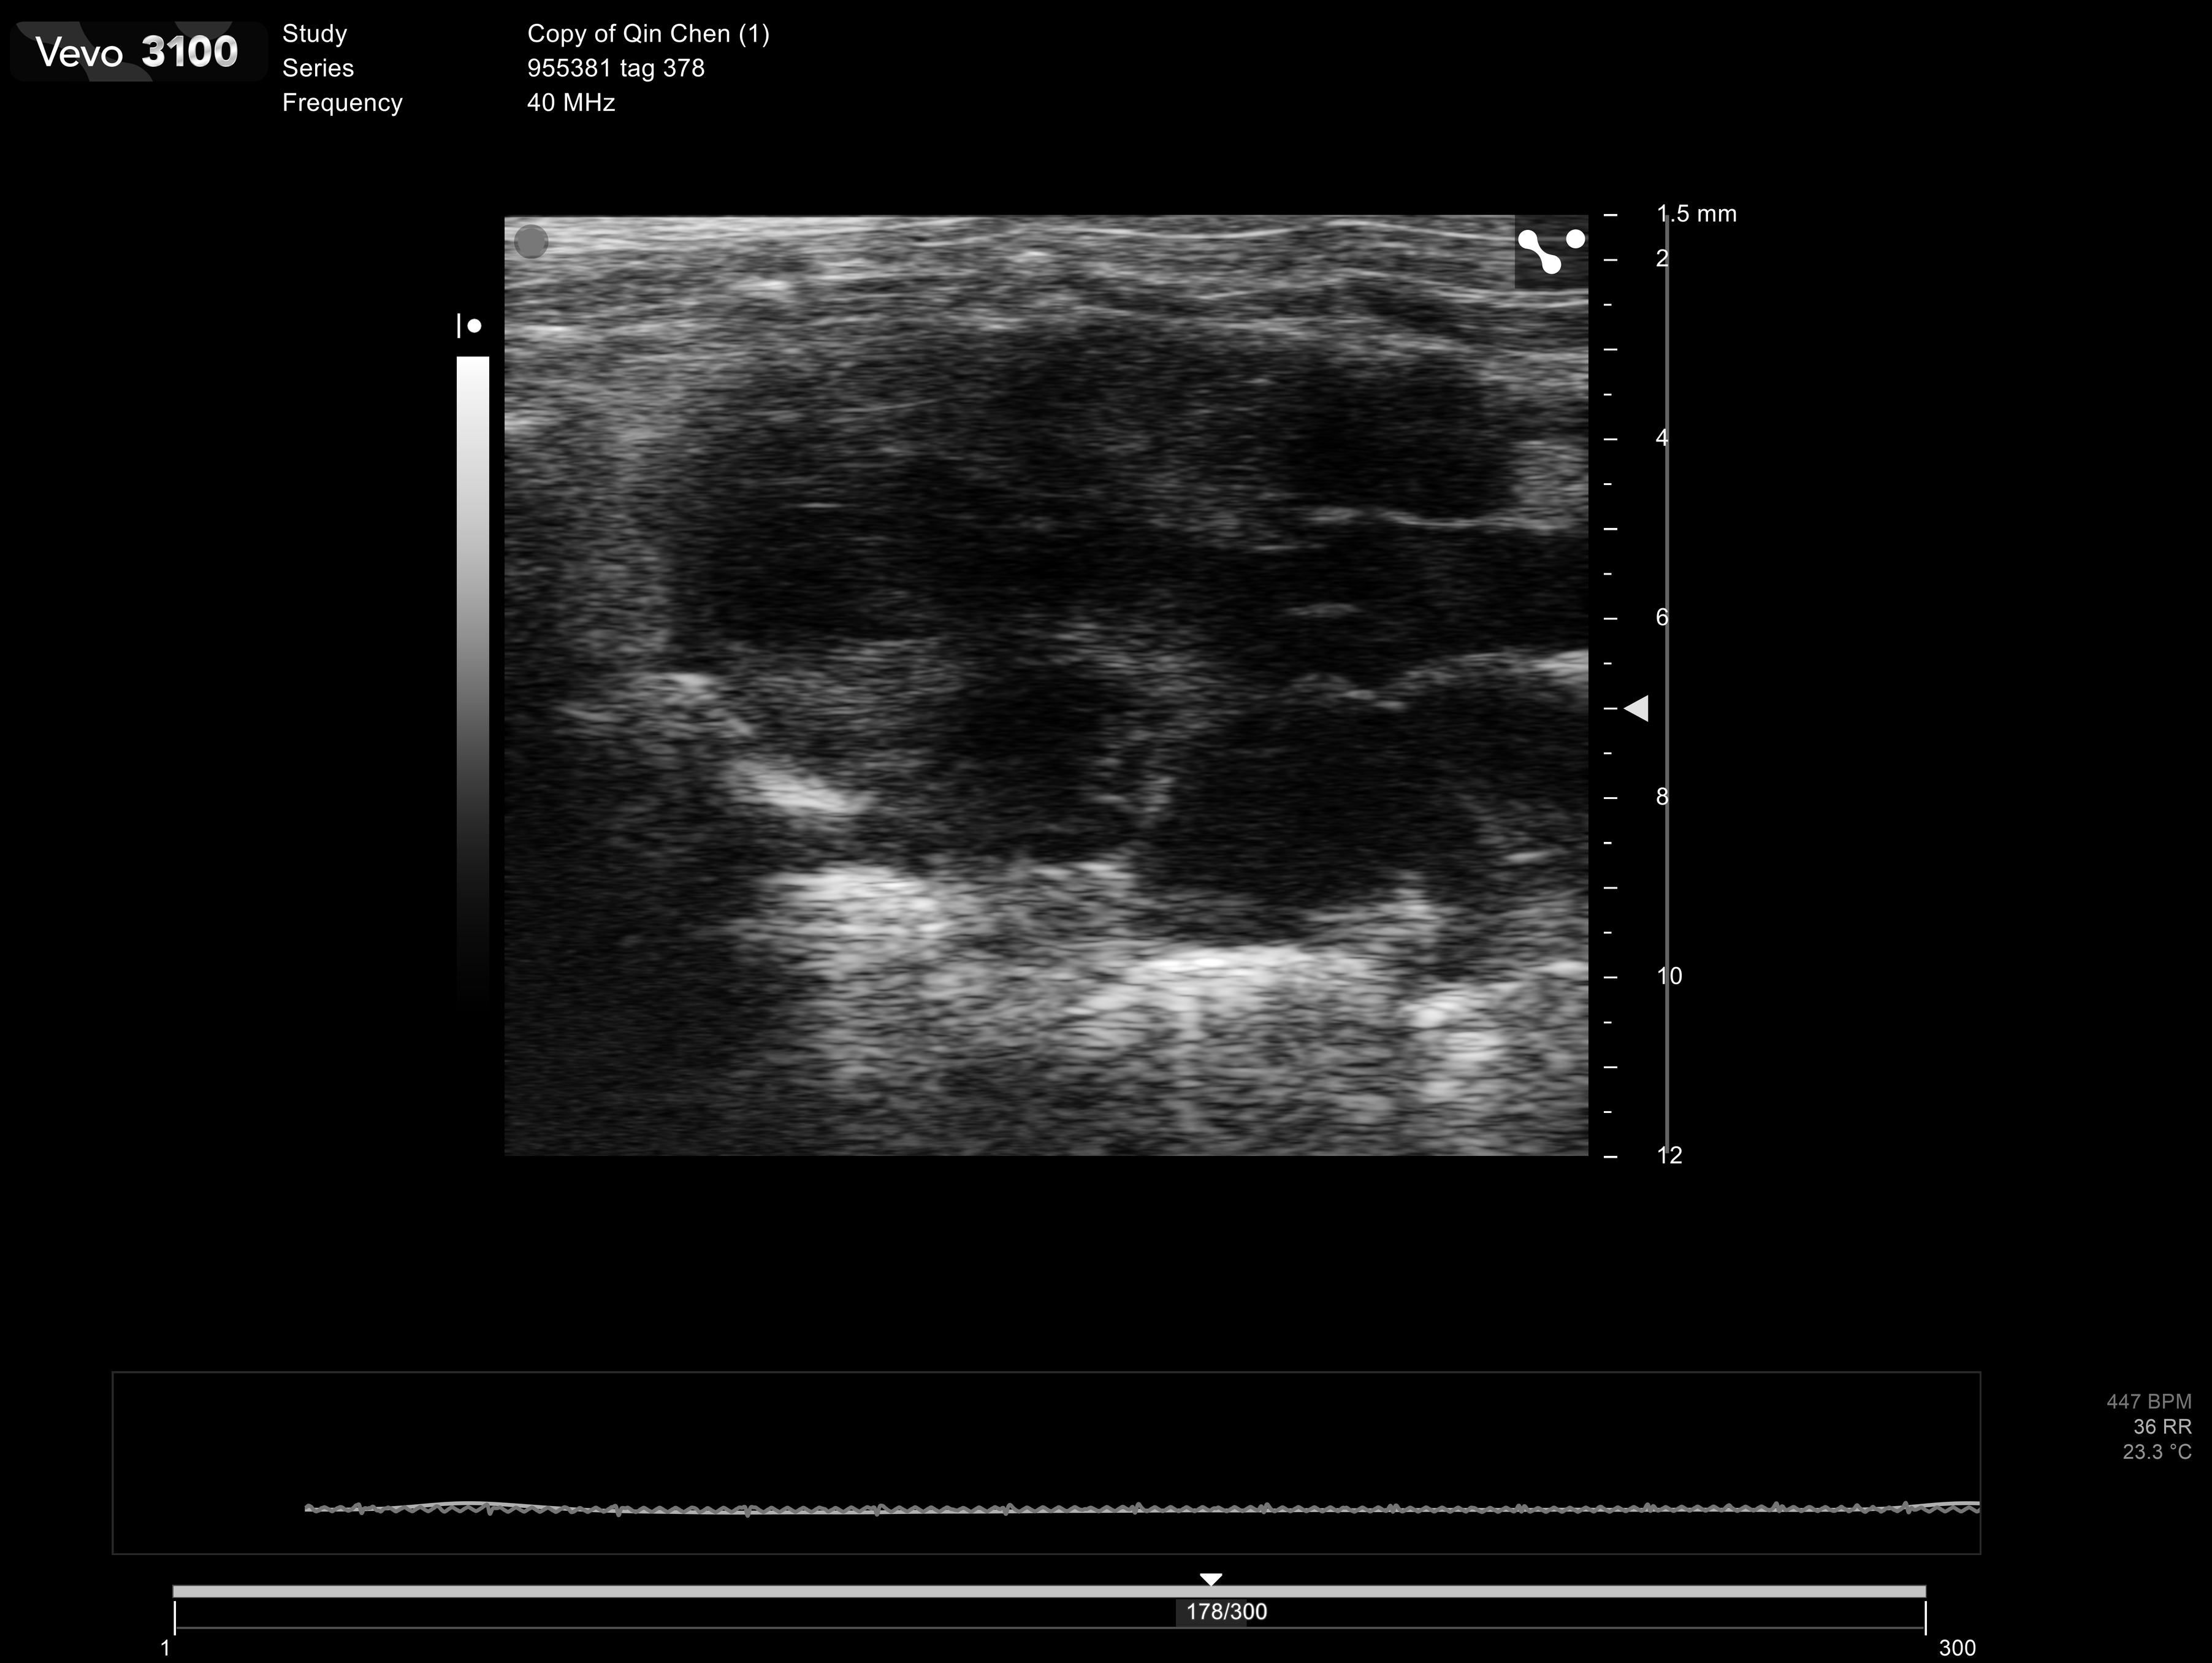 Vevo 3100
Study Copy of Qin Chen (1)
Series 955381 tag 378
Frequency 40 MHz
1.5 mm
2
4
6
8
10
12
447 BPM
36 RR
23.3 °C
178/300
1 300